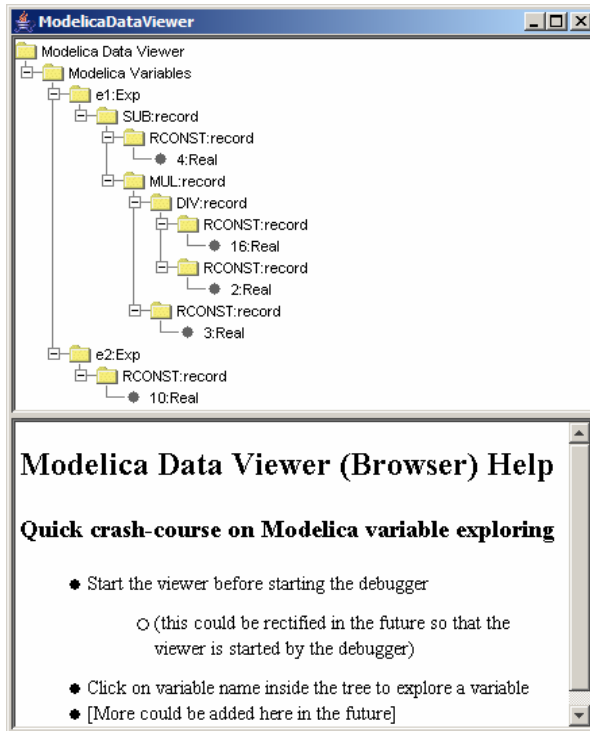 ModelicaDataViewer
Modelica Data Viewer
Modelica Variables
e1:Exp
SUB:record
RCONST:record
4:Real
MUL:record
DIV:record
RCONST:record
16:Real
RCONST:record
2:Real
RCONST:record
3:Real
e2:Exp
RCONST:record
10:Real
Modelica Data Viewer (Browser) Help
Quick crash-course on Modelica variable exploring
Start the viewer before starting the debugger
(this could be rectified in the future so that the
viewer is started by the debugger)
Click on variable name inside the tree to explore a variable
[More could be added here in the future]